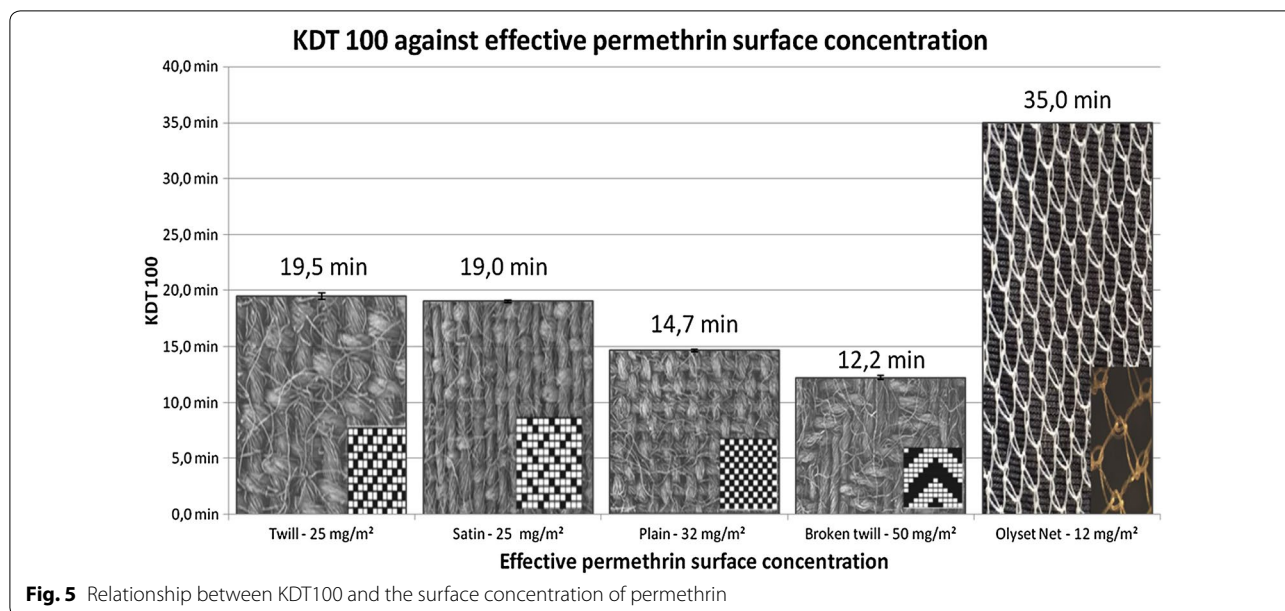 KDT 100 against effective permethrin surface concentration
40,0 min
35,0 min
30,0 min
25,0 min
20,0 min
15,0 min
10,0 min
5,0 min
0,0 min
KDT 100
19,5 min
19,0 min
14,7 min
12,2 min
35,0 min
Twill - 25 mg/m²
Satin - 25 mg/m²
Plain - 32 mg/m²
Broken twill - 50 mg/m²
Olyset Net - 12 mg/m²
Effective permethrin surface concentration
Fig. 5 Relationship between KDT100 and the surface concentration of permethrin